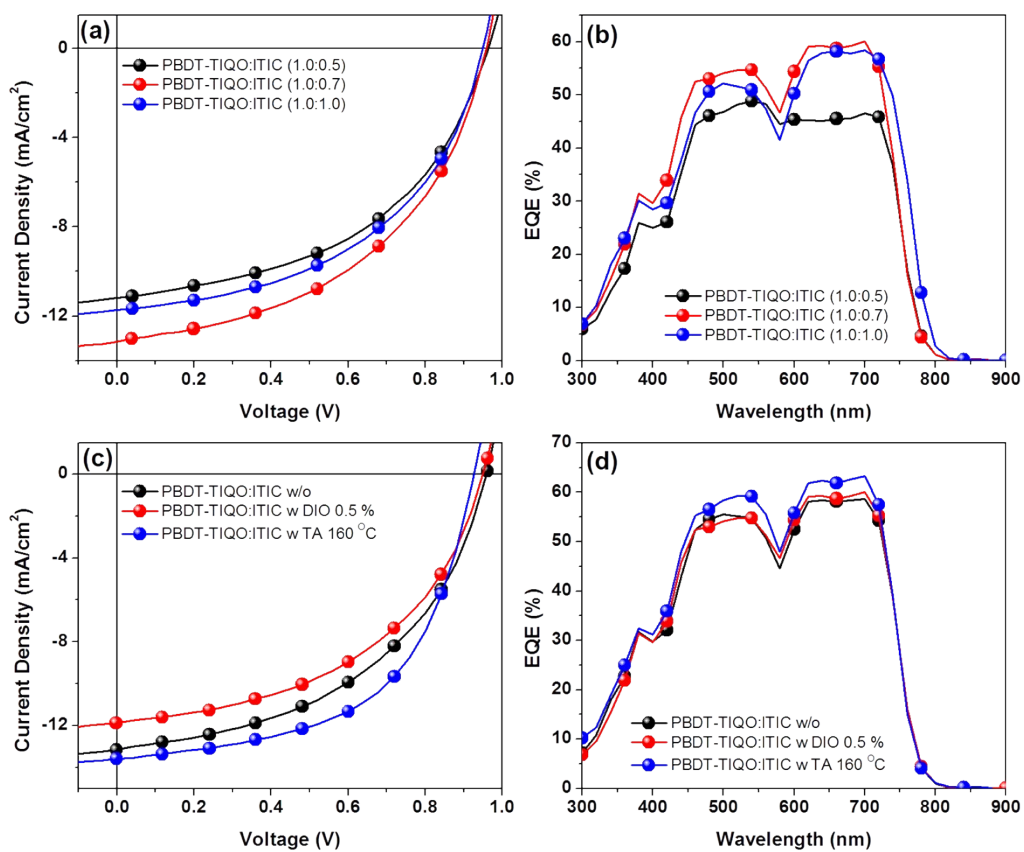 (a)
0
-4
-8
-12
Current Density (mA/cm²)
PBDT-TIQO:ITIC (1.0:0.5)
PBDT-TIQO:ITIC (1.0:0.7)
PBDT-TIQO:ITIC (1.0:1.0)
0.0 0.2 0.4 0.6 0.8 1.0
Voltage (V)
(b)
60
50
40
30
20
10
0
EQE (%)
PBDT-TIQO:ITIC (1.0:0.5)
PBDT-TIQO:ITIC (1.0:0.7)
PBDT-TIQO:ITIC (1.0:1.0)
300 400 500 600 700 800 900
Wavelength (nm)
(c)
0
-4
-8
-12
Current Density (mA/cm²)
PBDT-TIQO:ITIC w/o
PBDT-TIQO:ITIC w DIO 0.5 %
PBDT-TIQO:ITIC w TA 160 °C
0.0 0.2 0.4 0.6 0.8 1.0
Voltage (V)
(d)
70
60
50
40
30
20
10
0
EQE (%)
PBDT-TIQO:ITIC w/o
PBDT-TIQO:ITIC w DIO 0.5 %
PBDT-TIQO:ITIC w TA 160 °C
300 400 500 600 700 800 900
Wavelength (nm)